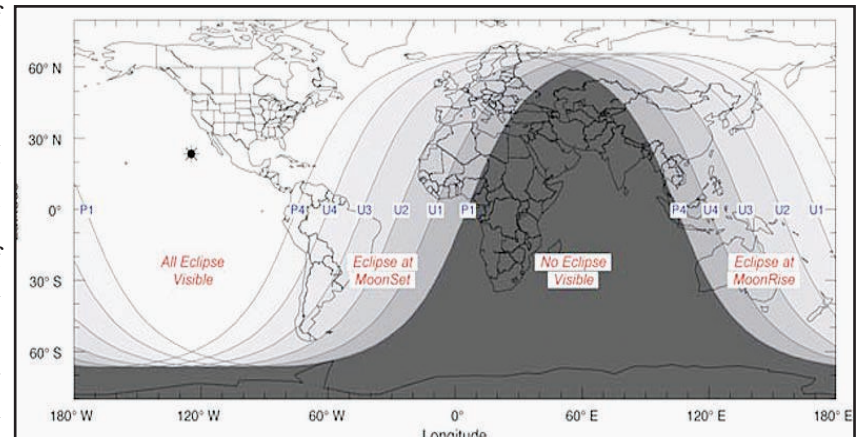 60° N
30° N
0°
30° S
60° S
P1 P4 U4 U3 U2 U1 P1 P4 U4 U3 U2 U1
All Eclipse
Visible
Eclipse at
MoonSet
No Eclipse
Visible
Eclipse at
MoonRise
180° W 120° W 60° W 0° 60° E 120° E 180° E
Longitude